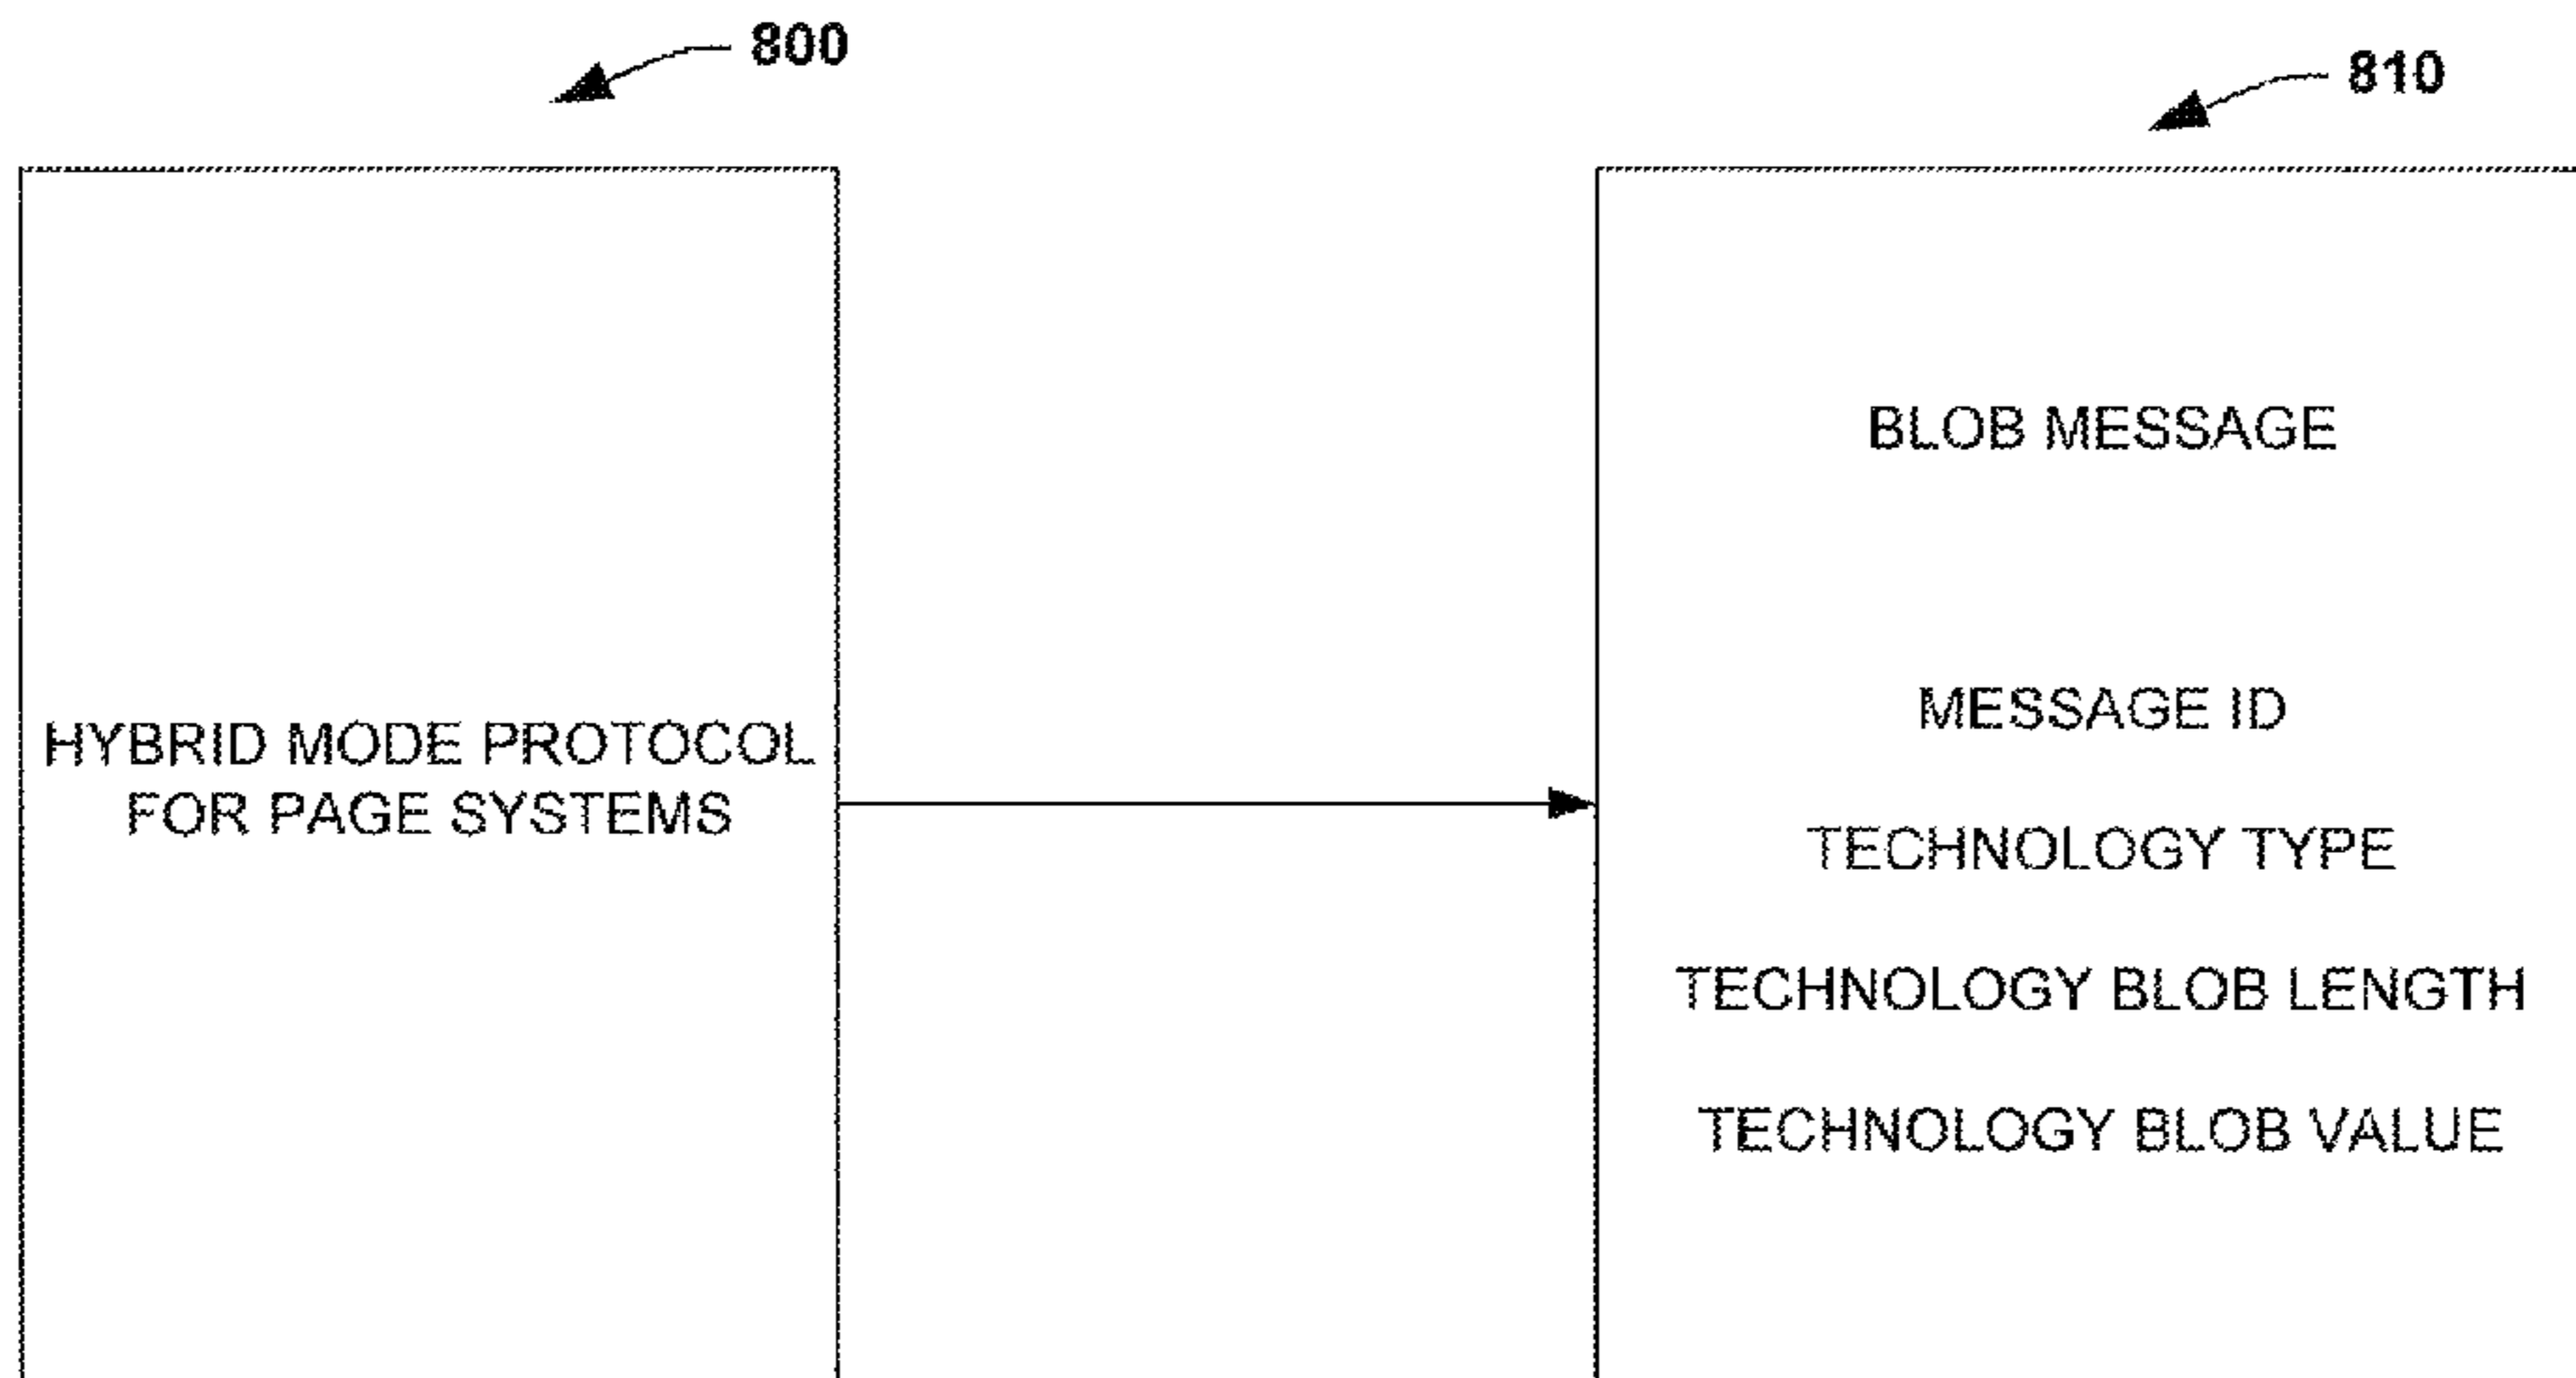 800
810
HYBRID MODE PROTOCOL
FOR PAGE SYSTEMS
BLOB MESSAGE
MESSAGE ID
TECHNOLOGY TYPE
TECHNOLOGY BLOB LENGTH
TECHNOLOGY BLOB VALUE